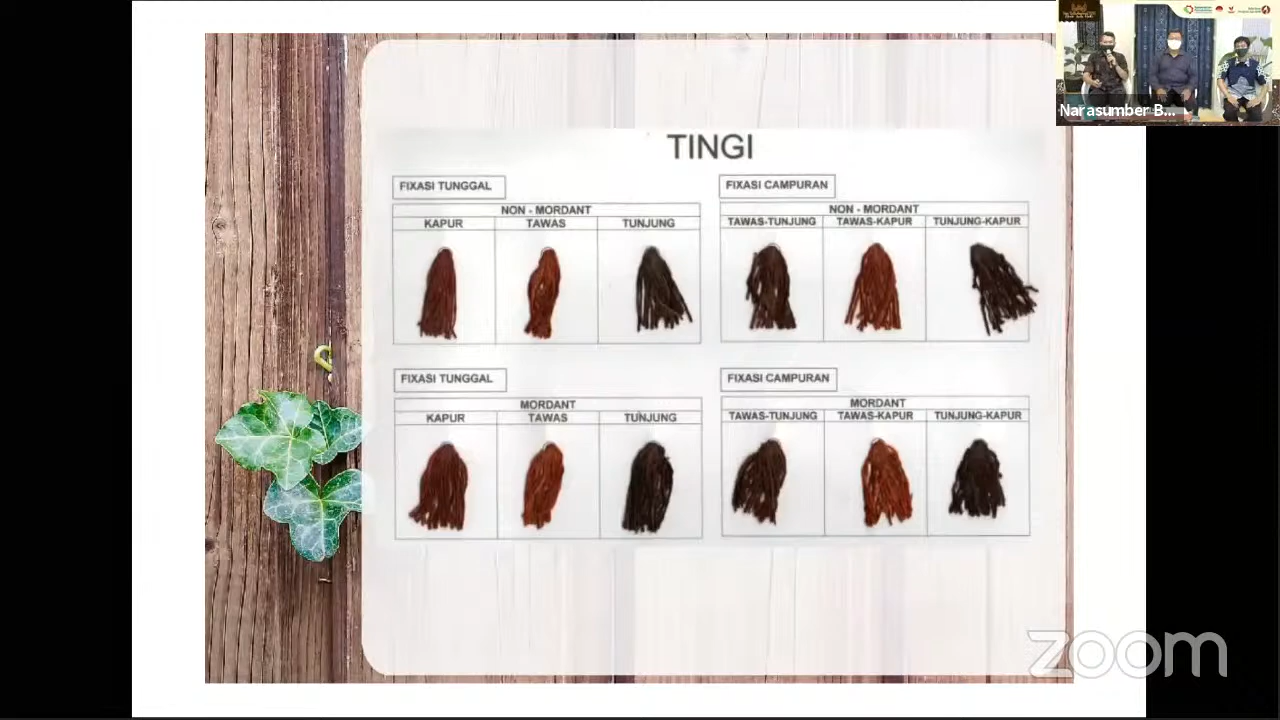 TINGI
FIXASI TUNGGAL
NON - MORDANT
KAPUR TAWAS TUNJUNG
FIXASI CAMPURAN
NON - MORDANT
TAWAS-TUNJUNG TAWAS-KAPUR TUNJUNG-KAPUR
FIXASI TUNGGAL
MORDANT
KAPUR TAWAS TUNJUNG
FIXASI CAMPURAN
MORDANT
TAWAS-TUNJUNG TAWAS-KAPUR TUNJUNG-KAPUR
Narasumber B...
zoom